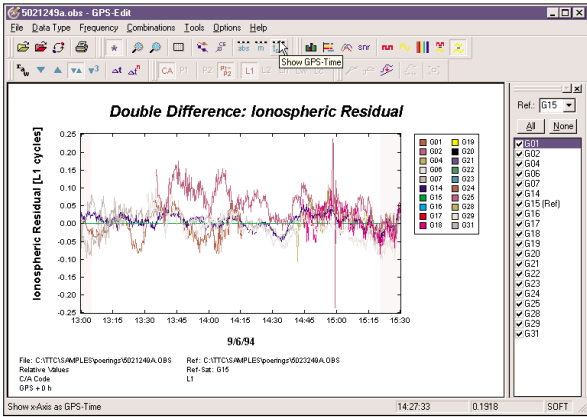 5021249a.obs - GPS-Edit
File Data Type Frequency Combinations Tools Options Help
abs m snr
Show GPS-Time
CA P1 P2 P1-P2 L1 L2
Double Difference: Ionospheric Residual
Ionospheric Residual [L1 cycles]
0.25
0.20
0.15
0.10
0.05
0.00
-0.05
-0.10
-0.15
-0.20
-0.25
13:00 13:15 13:30 13:45 14:00 14:15 14:30 14:45 15:00 15:15 15:30
9/6/94
G01 G19
G02 G20
G04 G21
G06 G22
G07 G23
G14 G24
G15 G25
G16 G28
G17 G29
G18 G31
File: C:\TTC\SAMPLES\poerings\5021249A.OBS Ref: C:\TTC\SAMPLES\poerings\5023249A.OBS
Relative Values Ref-Sat: G15
C/A Code L1
GPS + 0 h
Ref.: G15
All None
G01
G02
G04
G06
G07
G14
G15 (Ref)
G16
G17
G18
G19
G20
G21
G22
G23
G24
G25
G28
G29
G31
Show x-Axis as GPS-Time 14:27:33 0.1918 SOFT